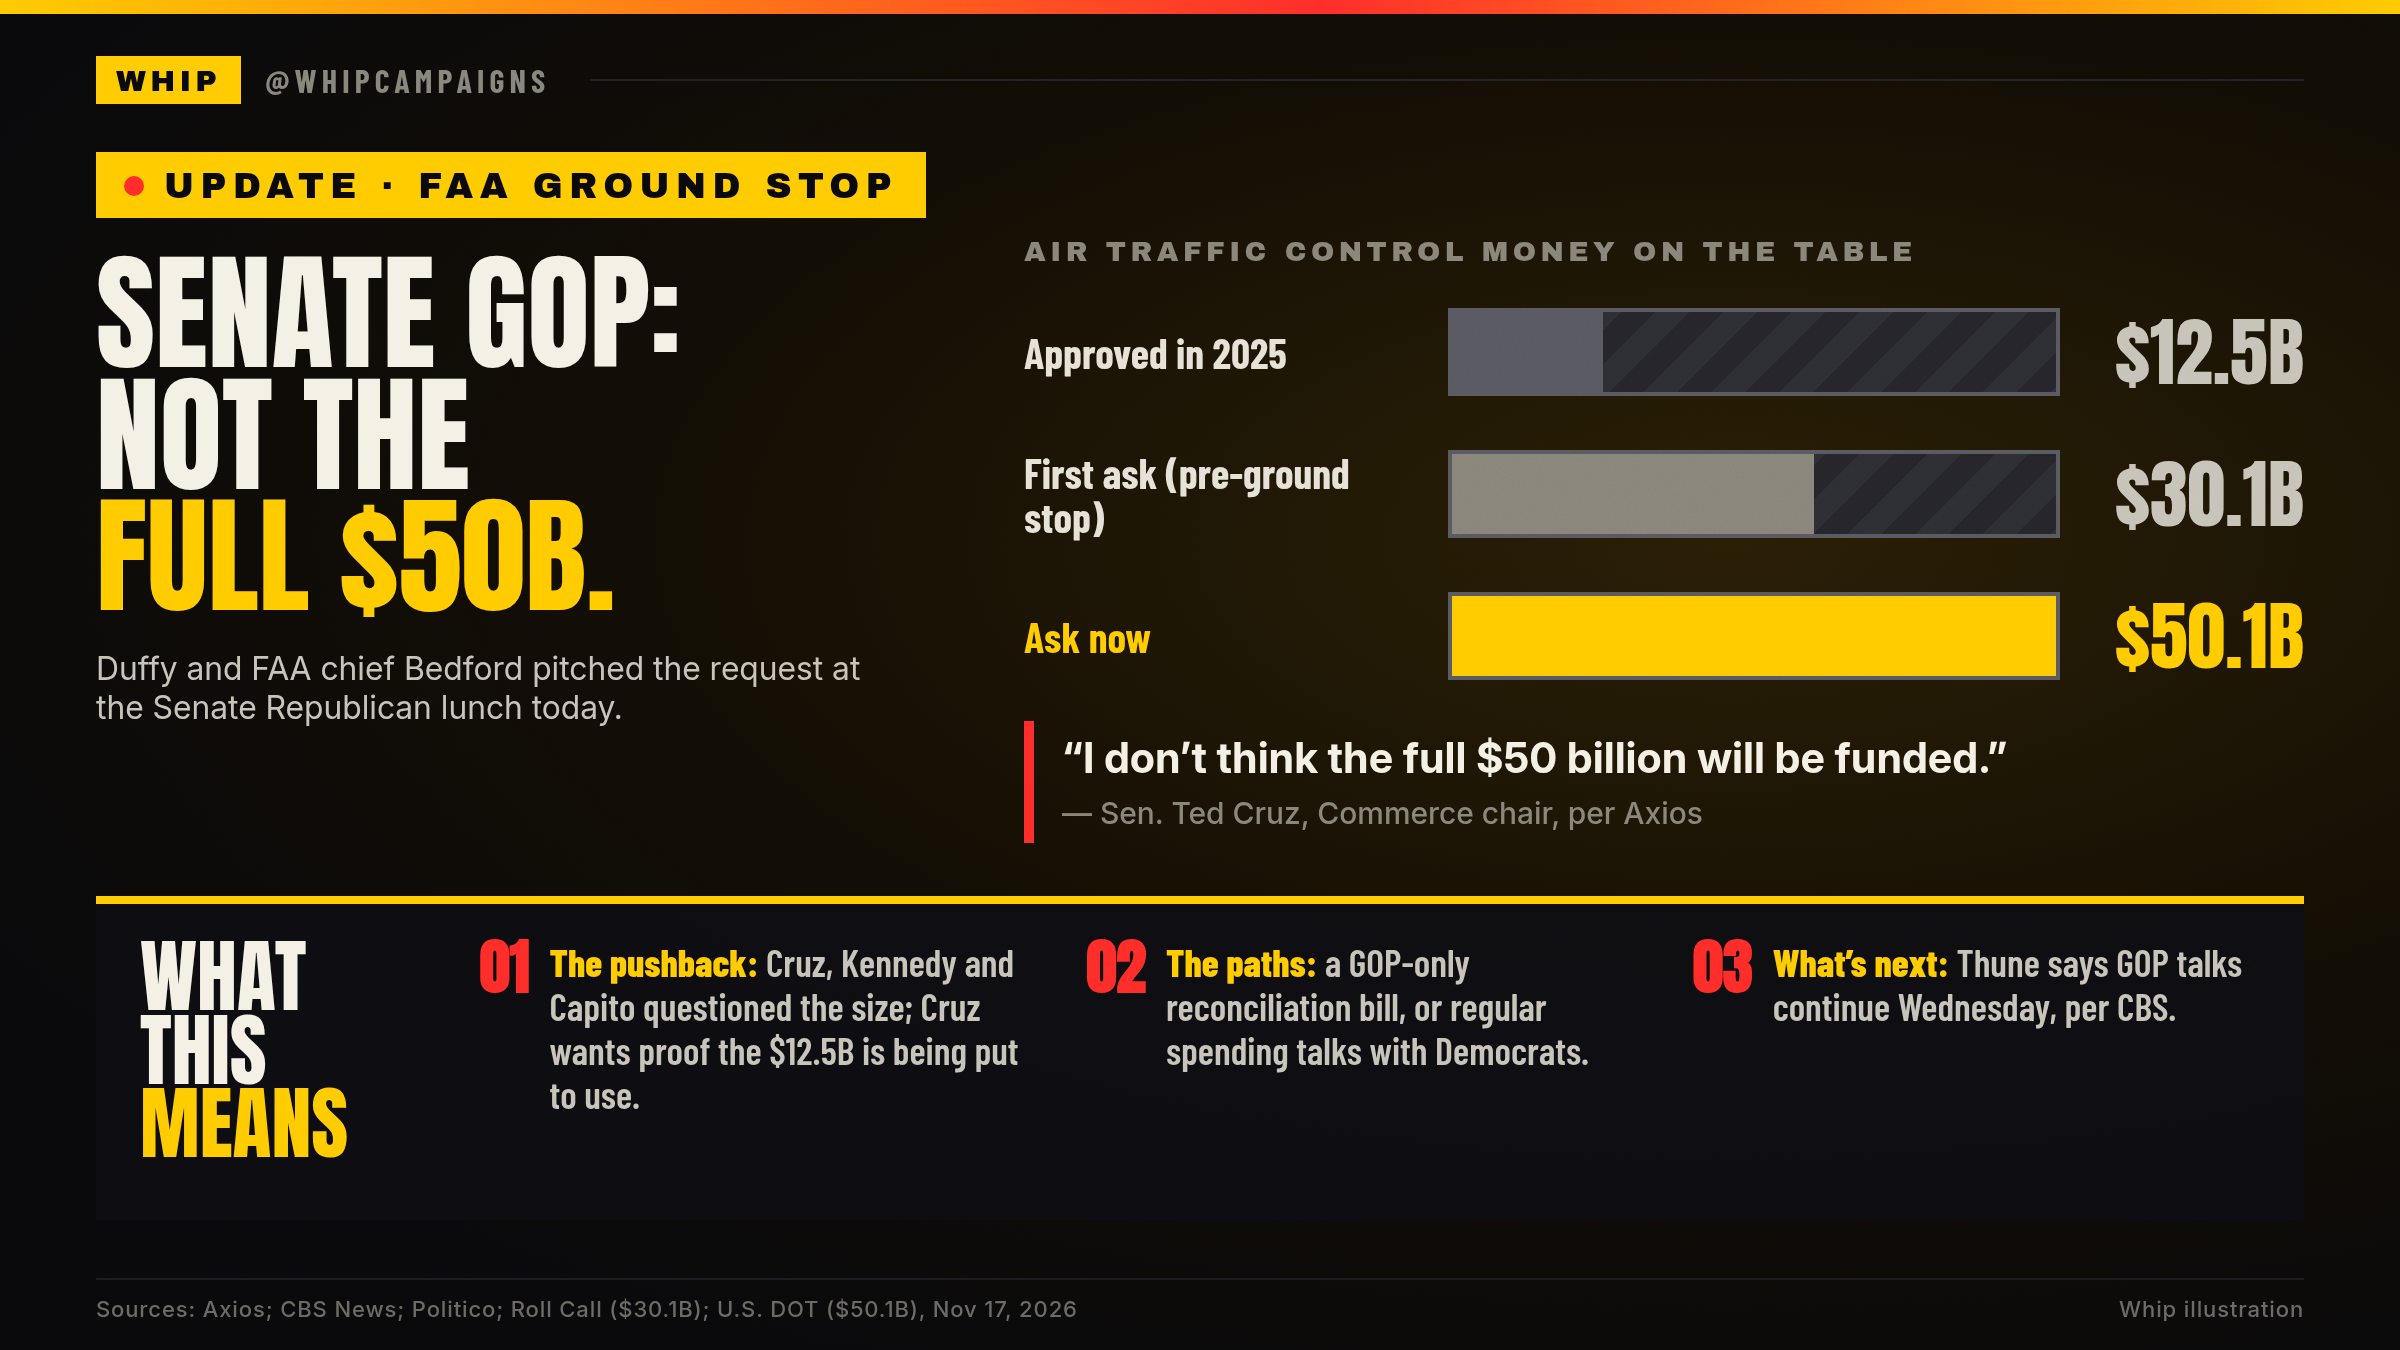 WHIP
@WHIPCAMPAIGNS
UPDATE · FAA GROUND STOP
SENATE GOP:
NOT THE
FULL $50B.
Duffy and FAA chief Bedford pitched the request at
the Senate Republican lunch today.
AIR TRAFFIC CONTROL MONEY ON THE TABLE
Approved in 2025
$12.5B
First ask (pre-ground
stop)
$30.1B
Ask now
$50.1B
“I don’t think the full $50 billion will be funded.”
— Sen. Ted Cruz, Commerce chair, per Axios
WHAT
THIS
MEANS
01
The pushback: Cruz, Kennedy and
Capito questioned the size; Cruz
wants proof the $12.5B is being put
to use.
02
The paths: a GOP-only
reconciliation bill, or regular
spending talks with Democrats.
03
What’s next: Thune says GOP talks
continue Wednesday, per CBS.
Sources: Axios; CBS News; Politico; Roll Call ($30.1B); U.S. DOT ($50.1B), Nov 17, 2026
Whip illustration